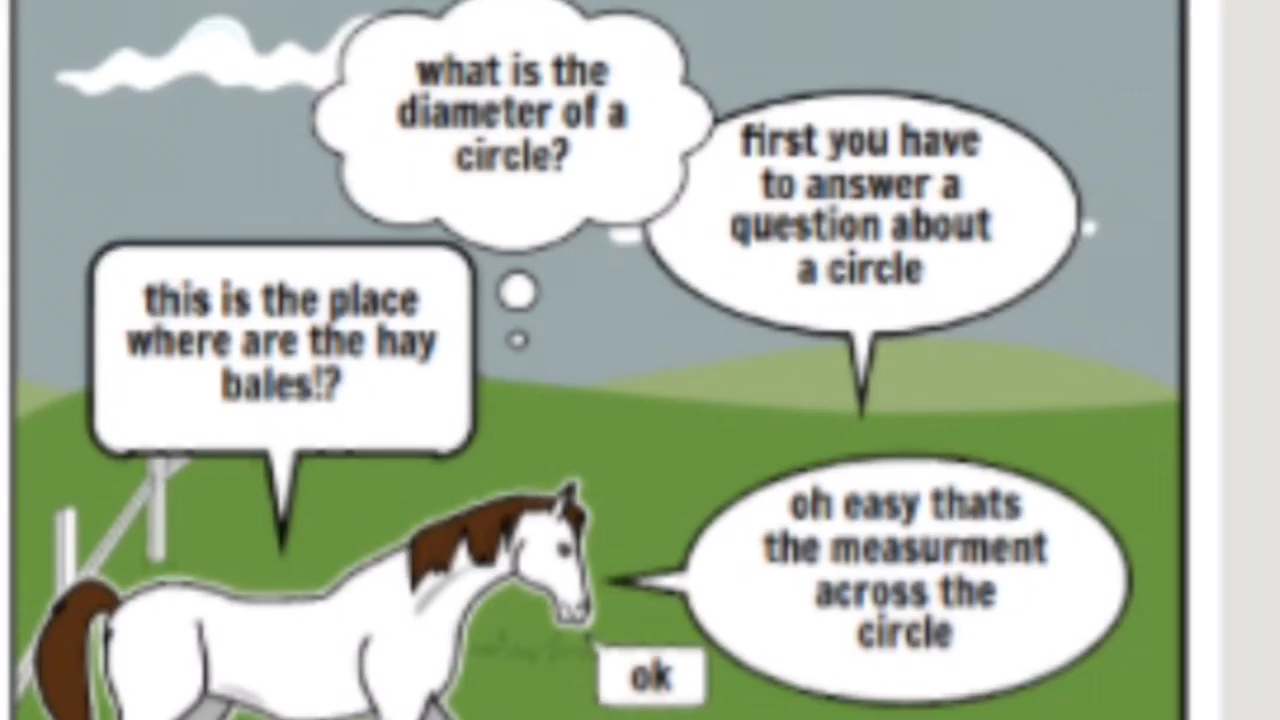 what is the
diameter of a
circle?
first you have
to answer a
question about
a circle
this is the place
where are the hay
bales!?
oh easy thats
the measurment
across the
circle
ok